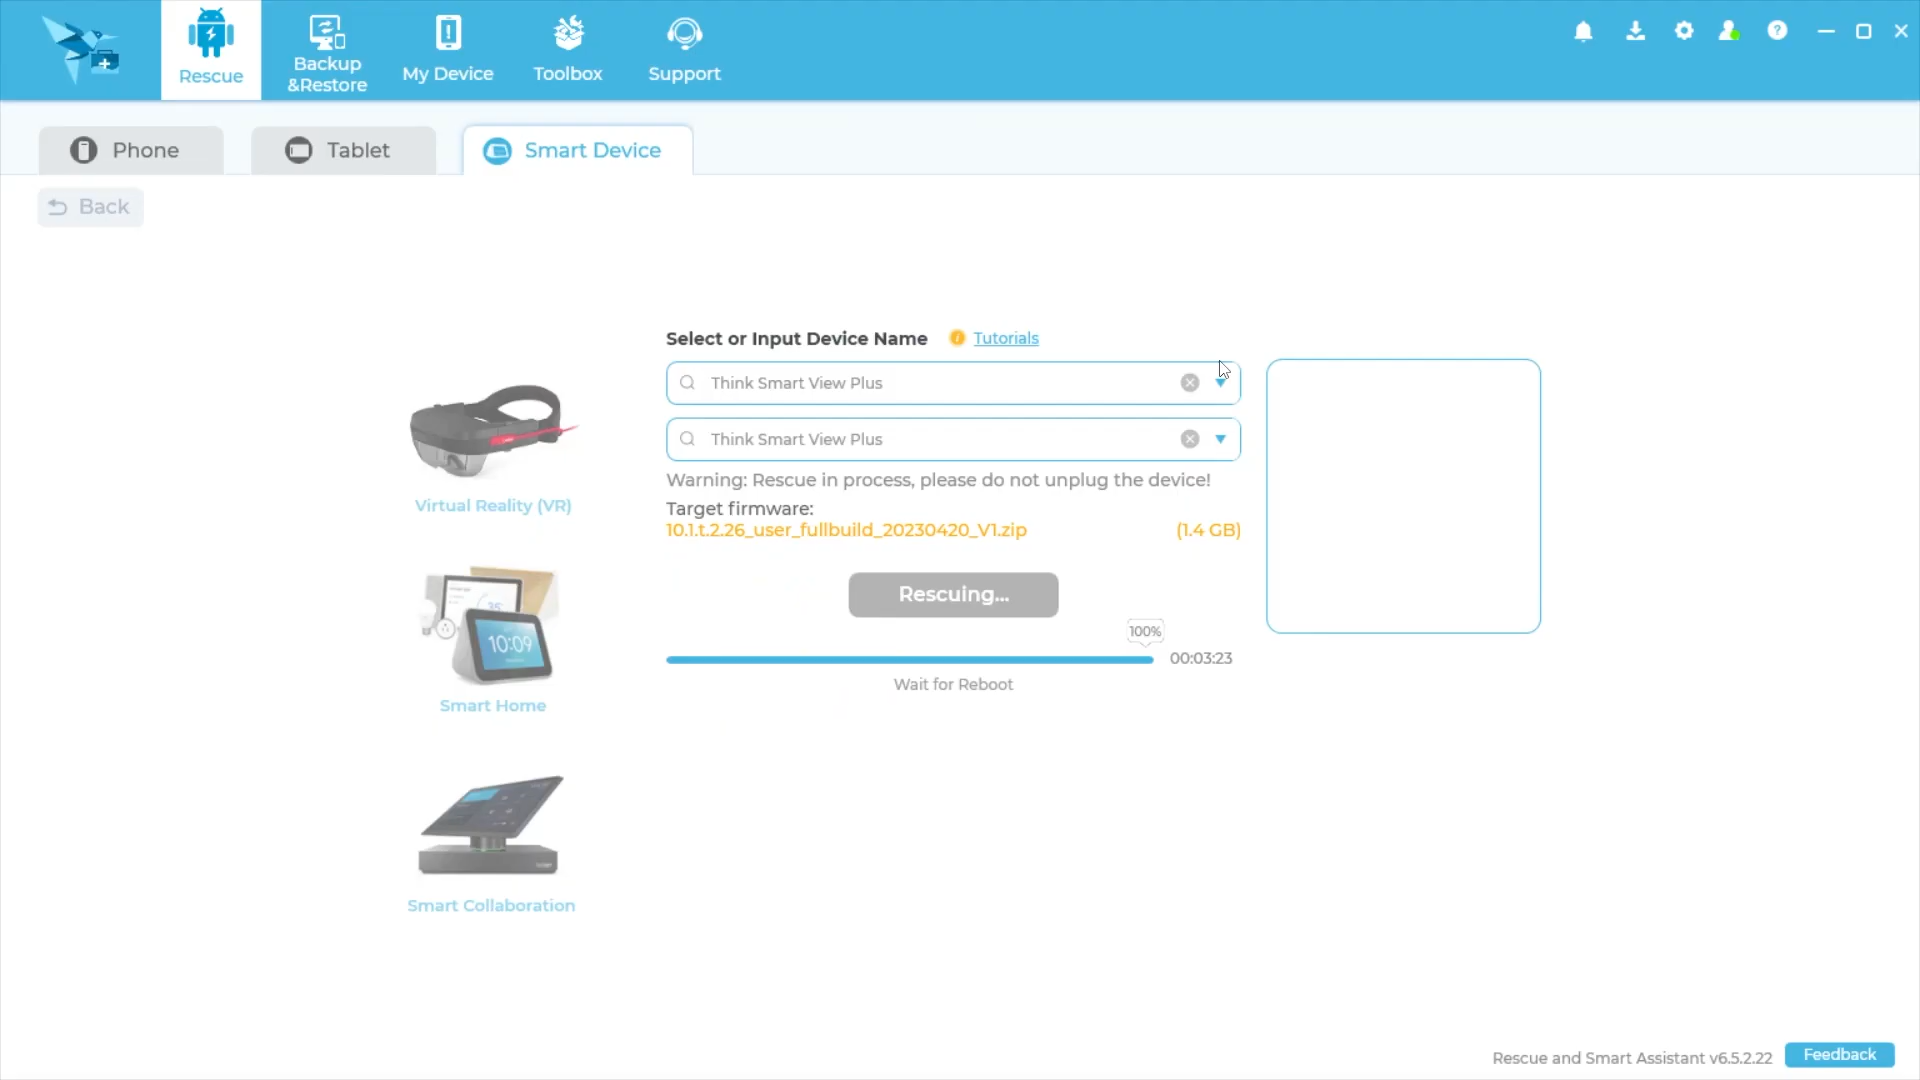 Rescue
Backup
&Restore
My Device
Toolbox
Support
Phone
Tablet
Smart Device
Back
Select or Input Device Name
Tutorials
Think Smart View Plus
Think Smart View Plus
Warning: Rescue in process, please do not unplug the device!
Target firmware:
10.1.t.2.26_user_fullbuild_20230420_V1.zip (1.4 GB)
Rescuing...
100%
00:03:23
Wait for Reboot
Virtual Reality (VR)
10:09
Smart Home
Smart Collaboration
Rescue and Smart Assistant v6.5.2.22
Feedback